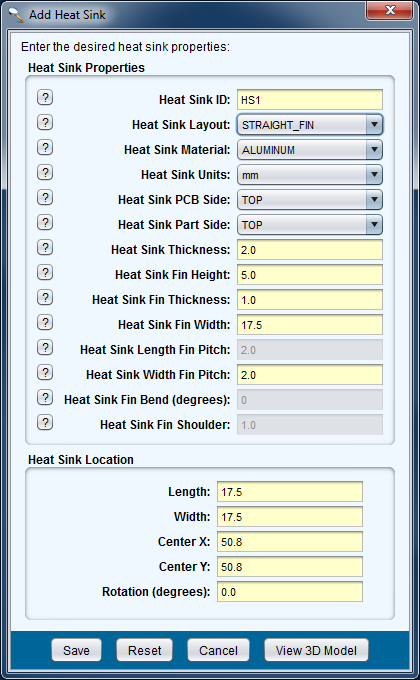 Add Heat Sink
Enter the desired heat sink properties:
Heat Sink Properties
? Heat Sink ID: HS1
? Heat Sink Layout: STRAIGHT_FIN
? Heat Sink Material: ALUMINUM
? Heat Sink Units: mm
? Heat Sink PCB Side: TOP
? Heat Sink Part Side: TOP
? Heat Sink Thickness: 2.0
? Heat Sink Fin Height: 5.0
? Heat Sink Fin Thickness: 1.0
? Heat Sink Fin Width: 17.5
? Heat Sink Length Fin Pitch: 2.0
? Heat Sink Width Fin Pitch: 2.0
? Heat Sink Fin Bend (degrees): 0
? Heat Sink Fin Shoulder: 1.0
Heat Sink Location
Length: 17.5
Width: 17.5
Center X: 50.8
Center Y: 50.8
Rotation (degrees): 0.0
Save Reset Cancel View 3D Model